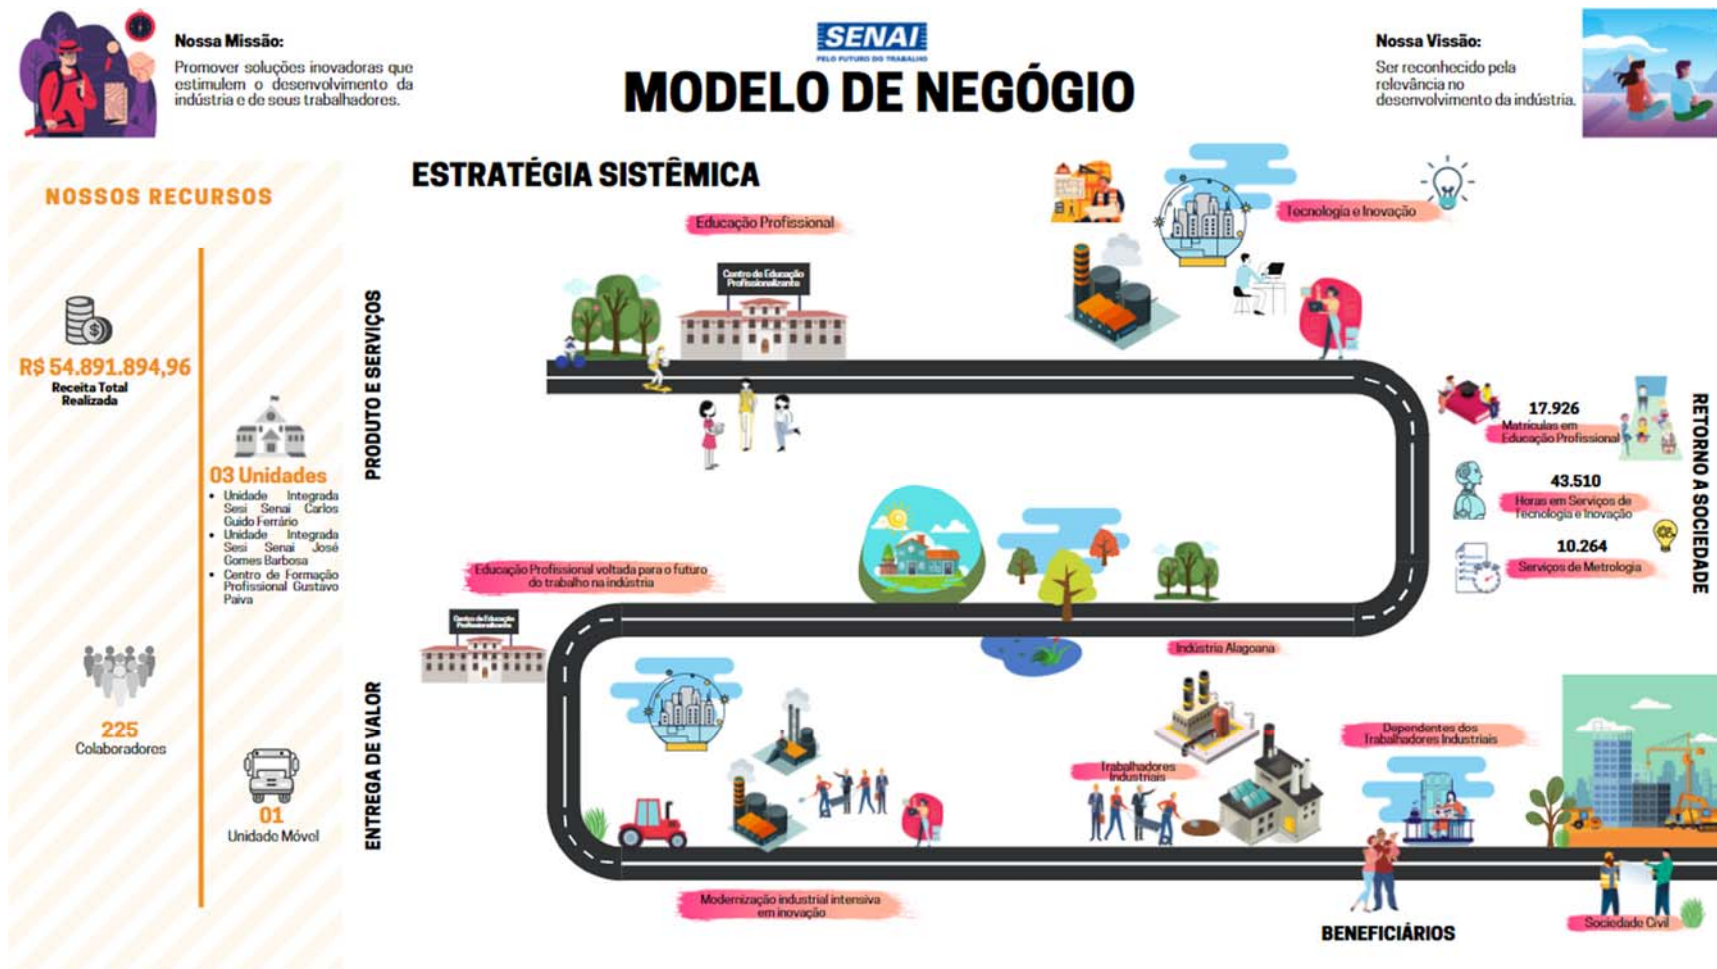 Nossa Missão:
Promover soluções inovadoras que
estimulem o desenvolvimento da
indústria e de seus trabalhadores.
SENAI
PELO FUTURO DO TRABALHO
MODELO DE NEGÓGIO
Nossa Vissão:
Ser reconhecido pela
relevância no
desenvolvimento da indústria.
NOSSOS RECURSOS
R$ 54.891.894,96
Receita Total
Realizada
03 Unidades
• Unidade Integrada
Sesi Senai Carlos
Guido Ferrário
• Unidade Integrada
Sesi Senai José
Gomes Barbosa
• Centro de Formação
Profissional Gustavo
Paiva
225
Colaboradores
01
Unidade Móvel
ESTRATÉGIA SISTÊMICA
PRODUTO E SERVIÇOS
Educação Profissional
Centro de Educação
Profissionalizante
Tecnologia e Inovação
RETORNO A SOCIEDADE
17.926
Matrículas em
Educação Profissional
43.510
Horas em Serviços de
Tecnologia e Inovação
10.264
Serviços de Metrologia
ENTREGA DE VALOR
Educação Profissional voltada para o futuro
do trabalho na indústria
Centro de Educação
Profissionalizante
Modernização industrial intensiva
em inovação
Indústria Alagoana
Trabalhadores
Industriais
Dependentes dos
Trabalhadores Industriais
BENEFICIÁRIOS
Sociedade Civil